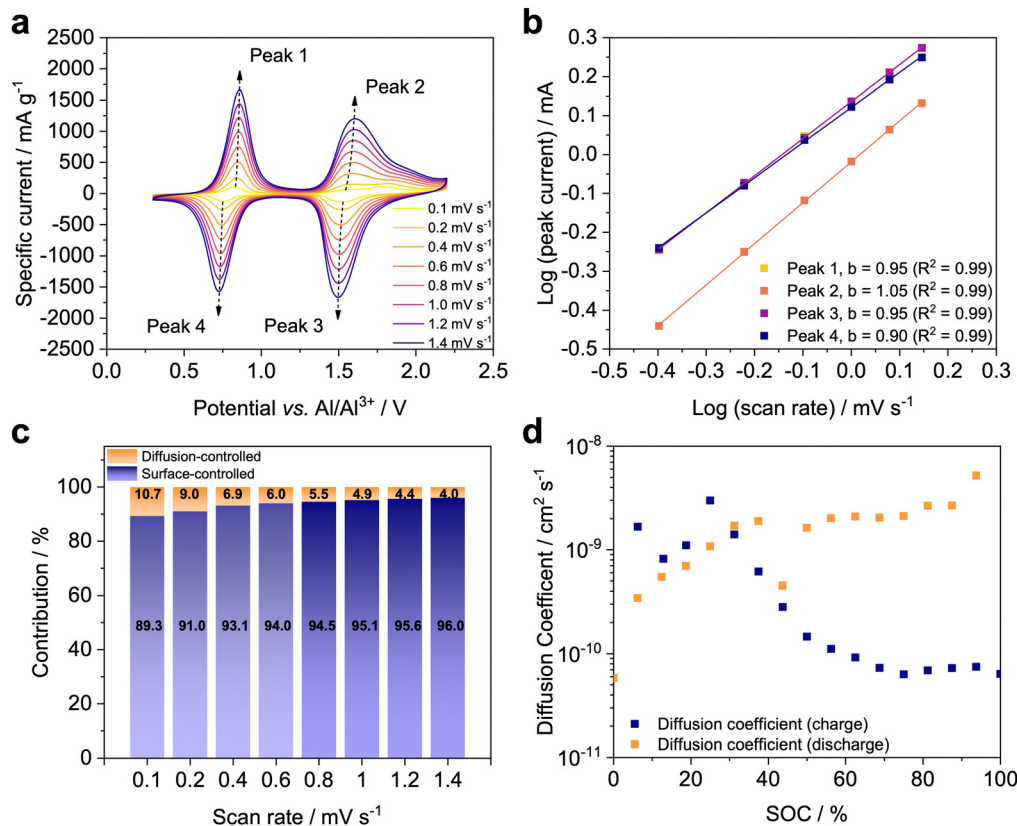 a
2500
2000
1500
1000
500
0
-500
-1000
-1500
-2000
-2500
Specific current / mA g⁻¹
Peak 1
Peak 2
Peak 4
Peak 3
0.1 mV s⁻¹
0.2 mV s⁻¹
0.4 mV s⁻¹
0.6 mV s⁻¹
0.8 mV s⁻¹
1.0 mV s⁻¹
1.2 mV s⁻¹
1.4 mV s⁻¹
0.0 0.5 1.0 1.5 2.0 2.5
Potential vs. Al/Al³⁺ / V
b
0.3
0.2
0.1
0.0
-0.1
-0.2
-0.3
-0.4
-0.5
Log (peak current) / mA
Peak 1, b = 0.95 (R² = 0.99)
Peak 2, b = 1.05 (R² = 0.99)
Peak 3, b = 0.95 (R² = 0.99)
Peak 4, b = 0.90 (R² = 0.99)
-0.5 -0.4 -0.3 -0.2 -0.1 0.0 0.1 0.2 0.3
Log (scan rate) / mV s⁻¹
c
Diffusion-controlled
Surface-controlled
100
80
60
40
20
0
Contribution / %
10.7 9.0 6.9 6.0 5.5 4.9 4.4 4.0
89.3 91.0 93.1 94.0 94.5 95.1 95.6 96.0
0.1 0.2 0.4 0.6 0.8 1 1.2 1.4
Scan rate / mV s⁻¹
d
10⁻⁸
10⁻⁹
10⁻¹⁰
10⁻¹¹
Diffusion Coefficent / cm² s⁻¹
Diffusion coefficient (charge)
Diffusion coefficient (discharge)
0 20 40 60 80 100
SOC / %